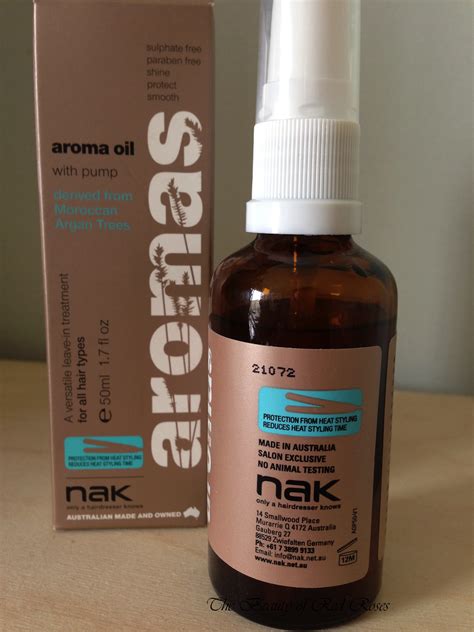 sulphate free
paraben free
shine
protect
smooth
aroma oil
with pump
derived from
Moroccan
Argan Trees
aromas
A versatile leave-in treatment
for all hair types
e 50ml 1.7 fl oz
PROTECTION FROM HEAT STYLING
REDUCES HEAT STYLING TIME
nak
only a hairdresser knows
AUSTRALIAN MADE AND OWNED
21072
PROTECTION FROM HEAT STYLING
REDUCES HEAT STYLING TIME
MADE IN AUSTRALIA
SALON EXCLUSIVE
NO ANIMAL TESTING
nak
only a hairdresser knows
14 Smallwood Place
Murarrie Q 4172 Australia
Gauberg 27
88529 Zwiefalten Germany
Ph: +61 7 3899 9133
Email: info@nak.net.au
www.nak.net.au
12M
The Beauty of Red Roses